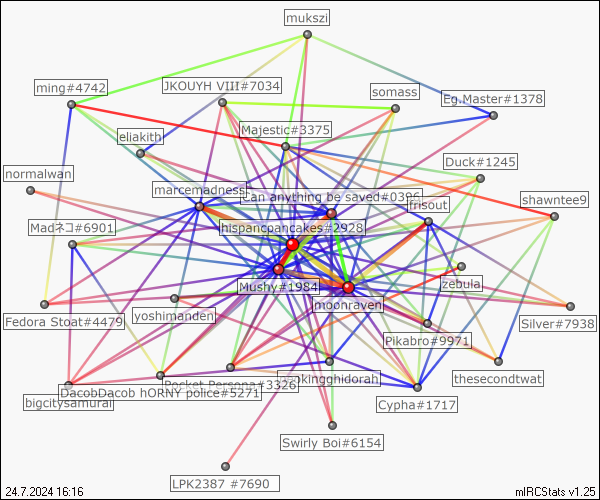 mukszi
ming#4742
JKOUYH VIII#7034
somass
Eg.Master#1378
eliakith
Majestic#3375
Duck#1245
normalwan
marcemadness
Can anything be saved#0396
frisout
shawntee9
Madネコ#6901
hispancpancakes#2928
Mushy#1984
moonraven
zebula
Fedora Stoat#4479
yoshimanden
Pikabro#9971
Silver#7938
thesecondtwat
bigcitysamurai
DacobDacob hORNY police#5271
Pocket Persona#3326
kingghidorah
Cypha#1717
Swirly Boi#6154
LPK2387 #7690
24.7.2024 16:16
mIRCStats v1.25